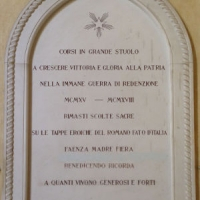 CORSI IN GRANDE STUOLO
A CRESCERE VITTORIA E GLORIA ALLA PATRIA
NELLA IMMANE GUERRA DI REDENZIONE
MCMXV — MCMXVIII
RIMASTI SCOLTE SACRE
SU LE TAPPE EROICHE DEL ROMANO FATO D'ITALIA
FAENZA MADRE FIERA
BENEDICENDO RICORDA
A QUANTI VIVONO GENEROSI E FORTI